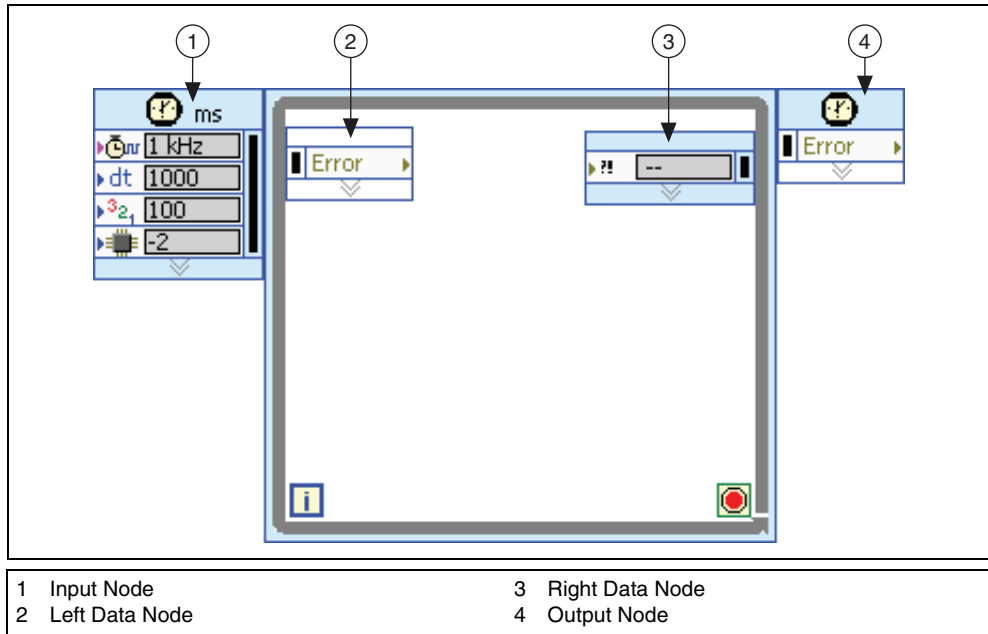 1 2 3 4
ms
1 kHz
dt 1000
321 100
-2
Error
?! --
Error
i
1 Input Node
2 Left Data Node
3 Right Data Node
4 Output Node